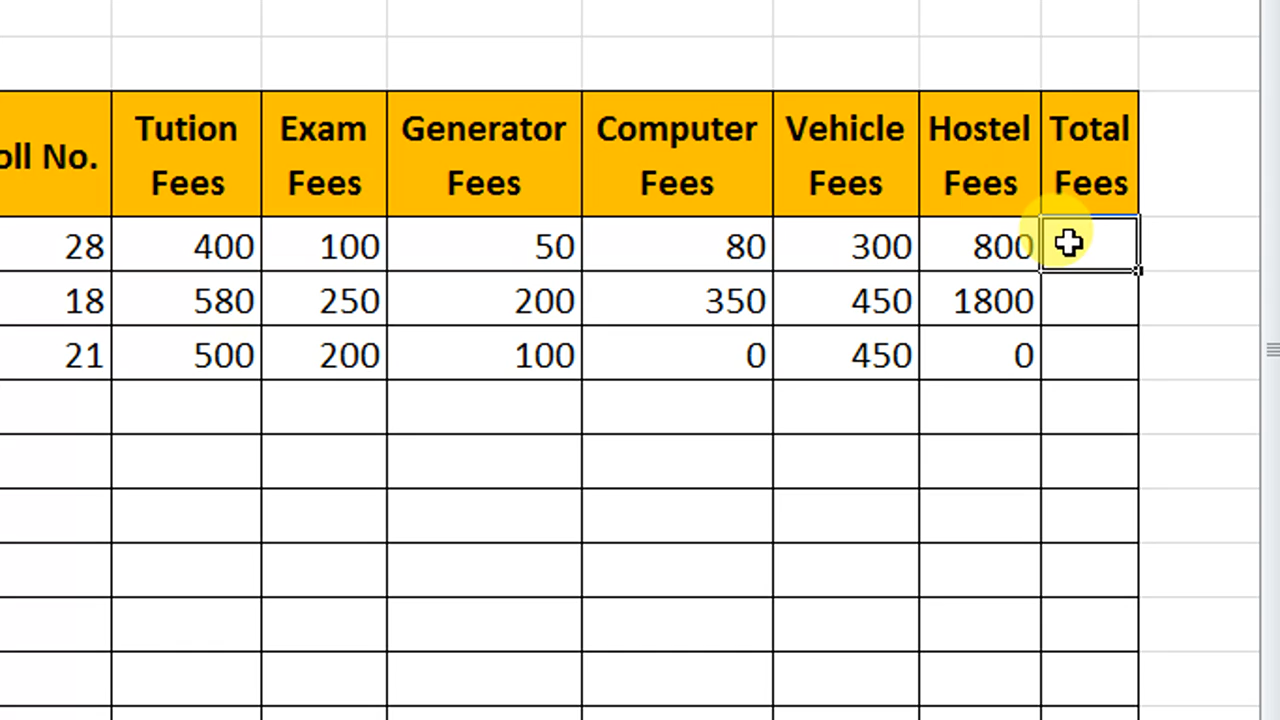 oll No. Tution Fees Exam Fees Generator Fees Computer Fees Vehicle Fees Hostel Fees Total Fees
28 400 100 50 80 300 800
18 580 250 200 350 450 1800
21 500 200 100 0 450 0